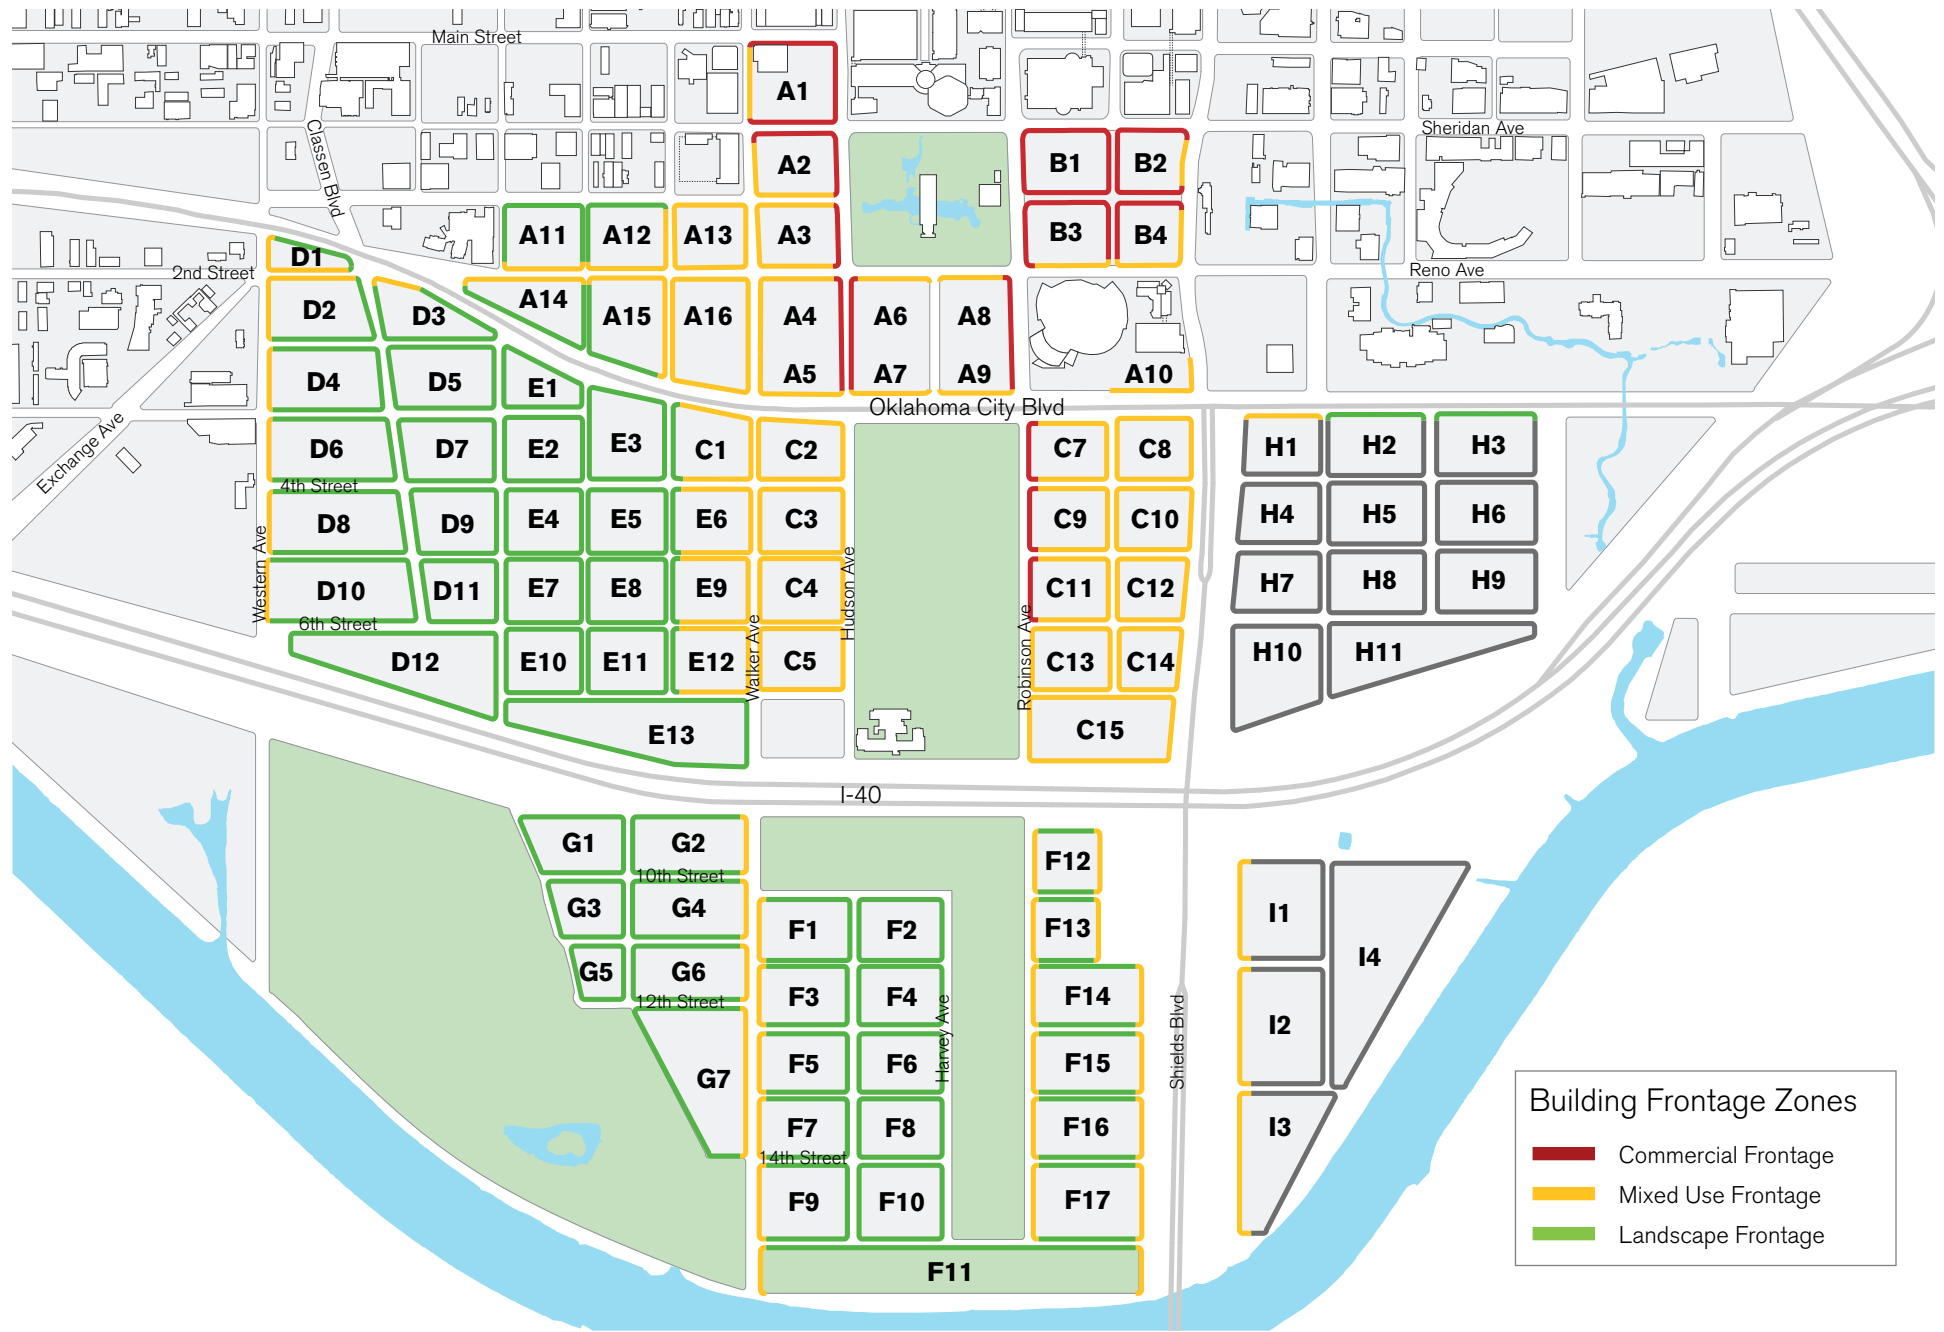 Main Street
A1
Sheridan Ave
Classen Blvd
A2
B1
B2
A11
A12
A13
A3
B3
B4
D1
2nd Street
Reno Ave
D2
D3
A14
A15
A16
A4
A6
A8
D4
D5
E1
A5
A7
A9
A10
Oklahoma City Blvd
Exchange Ave
D6
D7
E2
E3
C1
C2
C7
C8
H1
H2
H3
4th Street
D8
D9
E4
E5
E6
C3
C9
C10
H4
H5
H6
Western Ave
D10
D11
E7
E8
E9
C4
Hudson Ave
C11
C12
H7
H8
H9
6th Street
D12
E10
E11
E12
Walker Ave
C5
Robinson Ave
C13
C14
H10
H11
E13
C15
I-40
G1
G2
F12
10th Street
G3
G4
F1
F2
F13
I1
G5
G6
12th Street
F3
F4
Harvey Ave
F14
I4
Shields Blvd
I2
G7
F5
F6
F15
F7
F8
F16
I3
14th Street
F9
F10
F17
F11
Building Frontage Zones
Commercial Frontage
Mixed Use Frontage
Landscape Frontage